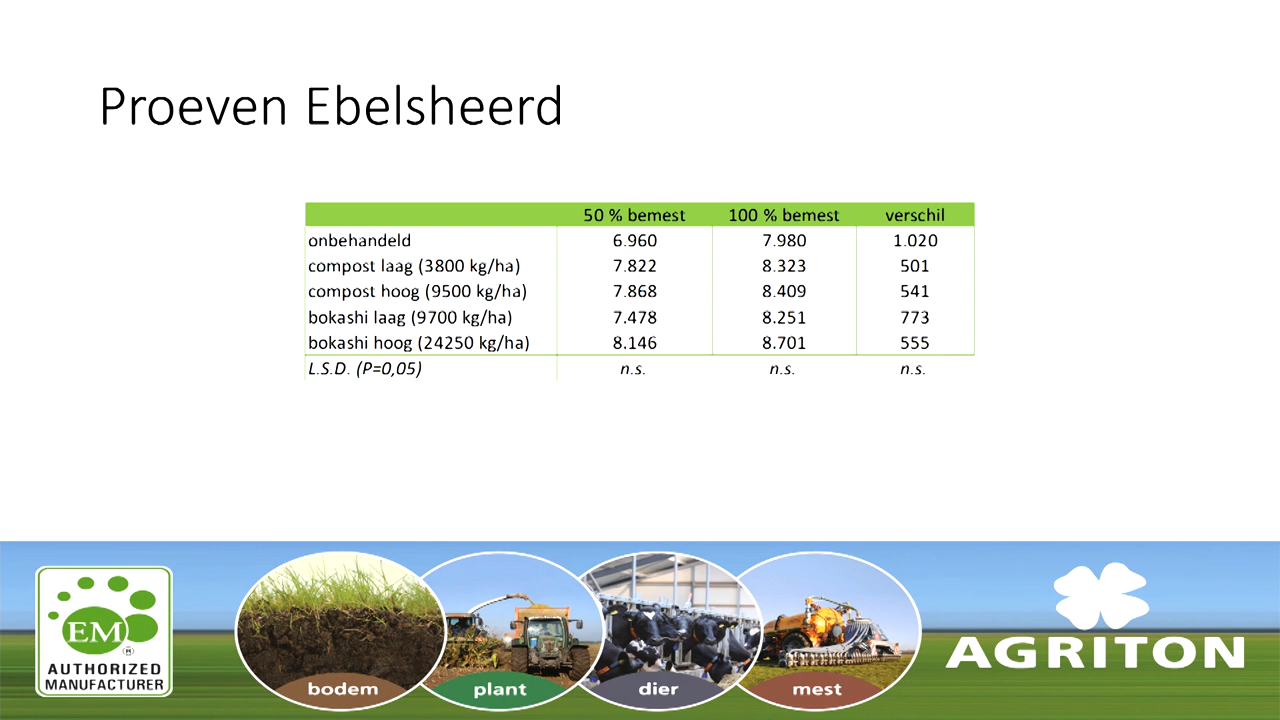 Proeven Ebelsheerd
50 % bemest 100 % bemest verschil
onbehandeld 6.960 7.980 1.020
compost laag (3800 kg/ha) 7.822 8.323 501
compost hoog (9500 kg/ha) 7.868 8.409 541
bokashi laag (9700 kg/ha) 7.478 8.251 773
bokashi hoog (24250 kg/ha) 8.146 8.701 555
L.S.D. (P=0,05) n.s. n.s. n.s.
EM ®
AUTHORIZED
MANUFACTURER
bodem plant dier mest
AGRITON